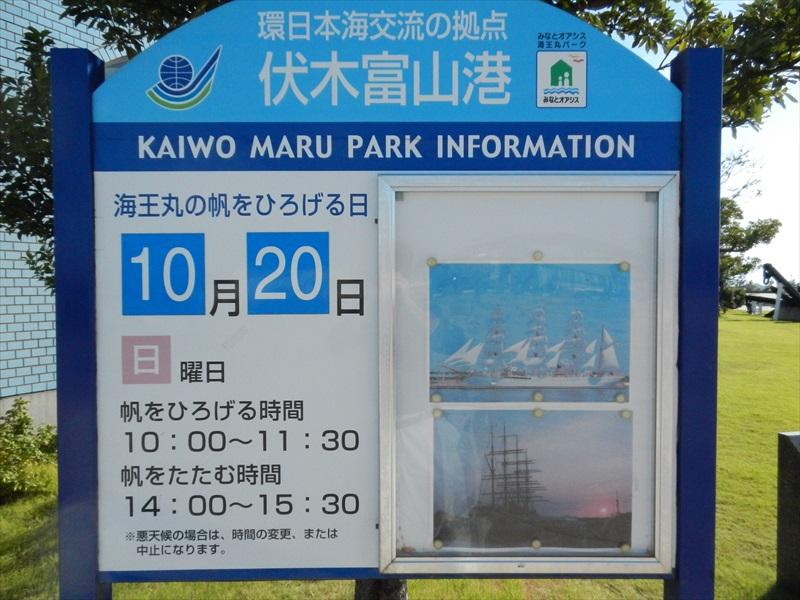 環日本海交流の拠点
伏木富山港
みなとオアシス
海王丸パーク
みなとオアシス
KAIWO MARU PARK INFORMATION
海王丸の帆をひろげる日
10月20日
日曜日
帆をひろげる時間
10：00～11：30
帆をたたむ時間
14：00～15：30
※悪天候の場合は、時間の変更、または
中止になります。